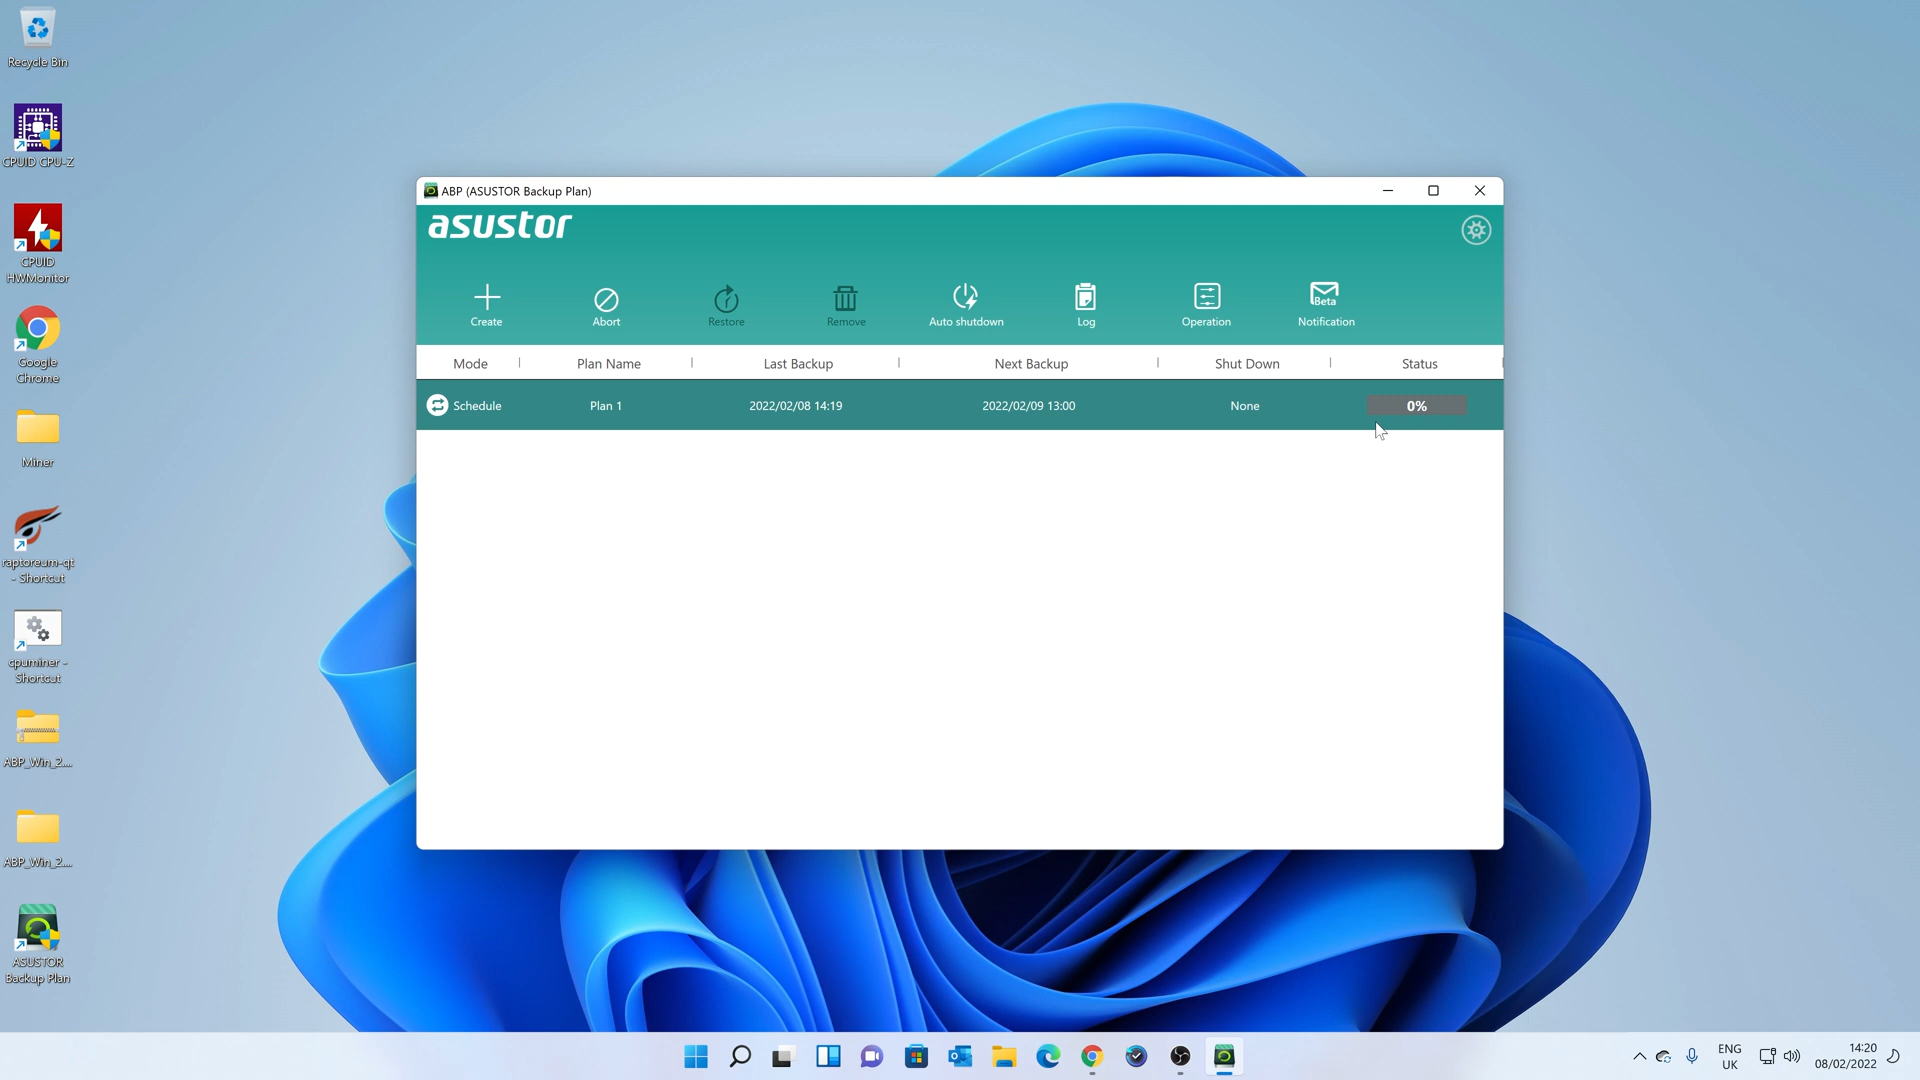 Recycle Bin
CPUID CPU-Z
CPUID
HWMonitor
Google
Chrome
Miner
raptoreum-qt
- Shortcut
cpuminer -
Shortcut
ABP_Win_2....
ABP_Win_2....
ASUSTOR
Backup Plan
ABP (ASUSTOR Backup Plan)
asustor
Create
Abort
Restore
Remove
Auto shutdown
Log
Operation
Beta
Notification
Mode
Plan Name
Last Backup
Next Backup
Shut Down
Status
Schedule
Plan 1
2022/02/08 14:19
2022/02/09 13:00
None
0%
ENG
UK
14:20
08/02/2022